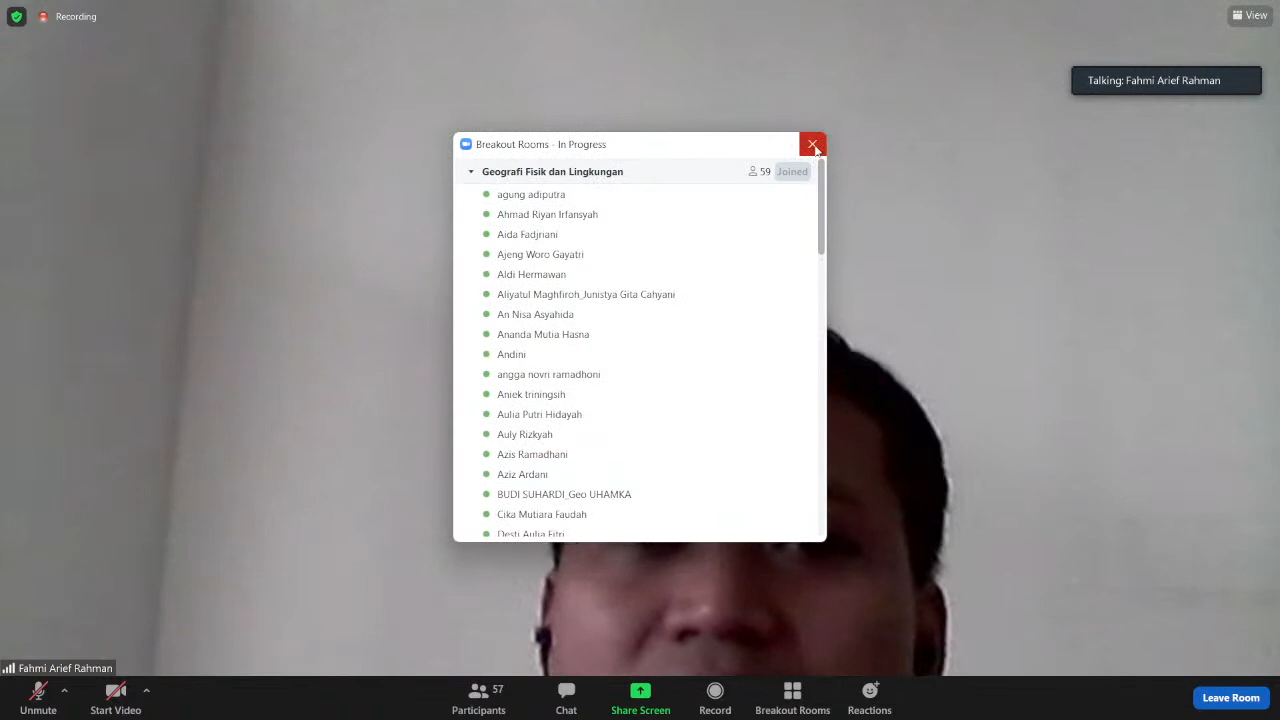 Recording
View
Talking: Fahmi Arief Rahman
Breakout Rooms - In Progress
Geografi Fisik dan Lingkungan 59 Joined
agung adiputra
Ahmad Riyan Irfansyah
Aida Fadjriani
Ajeng Woro Gayatri
Aldi Hermawan
Aliyatul Maghfiroh_Junistya Gita Cahyani
An Nisa Asyahida
Ananda Mutia Hasna
Andini
angga novri ramadhoni
Aniek triningsih
Aulia Putri Hidayah
Auly Rizkyah
Azis Ramadhani
Aziz Ardani
BUDI SUHARDI_Geo UHAMKA
Cika Mutiara Faudah
Desti Aulia Fitri
Fahmi Arief Rahman
Unmute
Start Video
Participants 57
Chat
Share Screen
Record
Breakout Rooms
Reactions
Leave Room